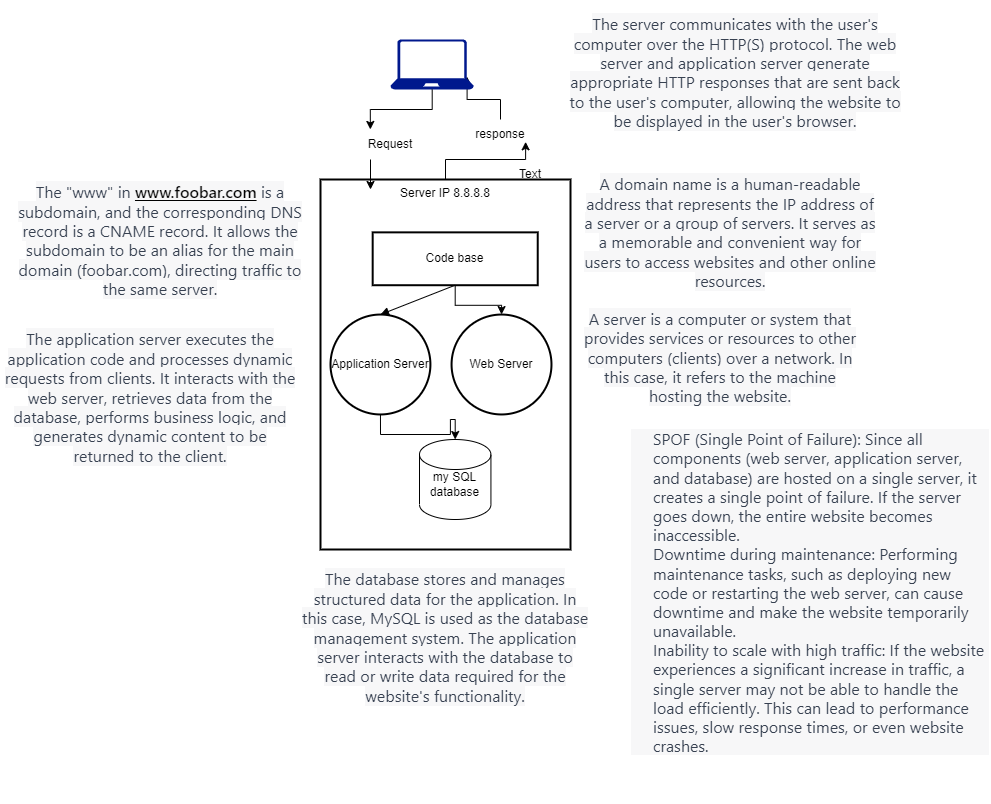 The server communicates with the user's
computer over the HTTP(S) protocol. The web
server and application server generate
appropriate HTTP responses that are sent back
to the user's computer, allowing the website to
be displayed in the user's browser.
Request
response
Text
Server IP 8.8.8.8
Code base
Application Server
Web Server
my SQL
database
The "www" in www.foobar.com is a
subdomain, and the corresponding DNS
record is a CNAME record. It allows the
subdomain to be an alias for the main
domain (foobar.com), directing traffic to
the same server.
A domain name is a human-readable
address that represents the IP address of
a server or a group of servers. It serves as
a memorable and convenient way for
users to access websites and other online
resources.
The application server executes the
application code and processes dynamic
requests from clients. It interacts with the
web server, retrieves data from the
database, performs business logic, and
generates dynamic content to be
returned to the client.
A server is a computer or system that
provides services or resources to other
computers (clients) over a network. In
this case, it refers to the machine
hosting the website.
SPOF (Single Point of Failure): Since all
components (web server, application server,
and database) are hosted on a single server, it
creates a single point of failure. If the server
goes down, the entire website becomes
inaccessible.
Downtime during maintenance: Performing
maintenance tasks, such as deploying new
code or restarting the web server, can cause
downtime and make the website temporarily
unavailable.
Inability to scale with high traffic: If the website
experiences a significant increase in traffic, a
single server may not be able to handle the
load efficiently. This can lead to performance
issues, slow response times, or even website
crashes.
The database stores and manages
structured data for the application. In
this case, MySQL is used as the database
management system. The application
server interacts with the database to
read or write data required for the
website's functionality.